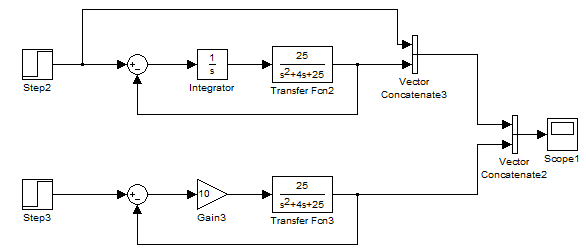 1
s
25
s²+4s+25
Step2
Integrator
Transfer Fcn2
Vector
Concatenate3
Vector
Concatenate2
Scope1
10
25
s²+4s+25
Step3
Gain3
Transfer Fcn3